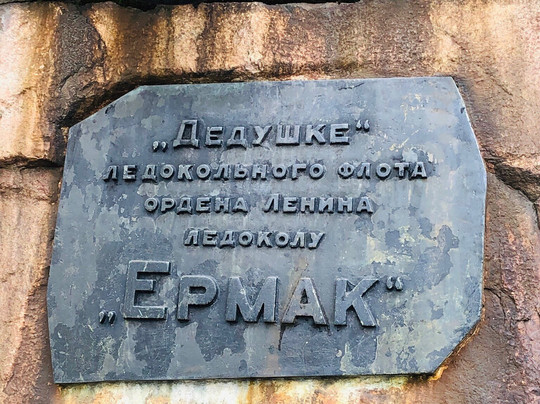 „Дедушке“
ледокольного флота
ордена Ленина
ледоколу
„Ермак“